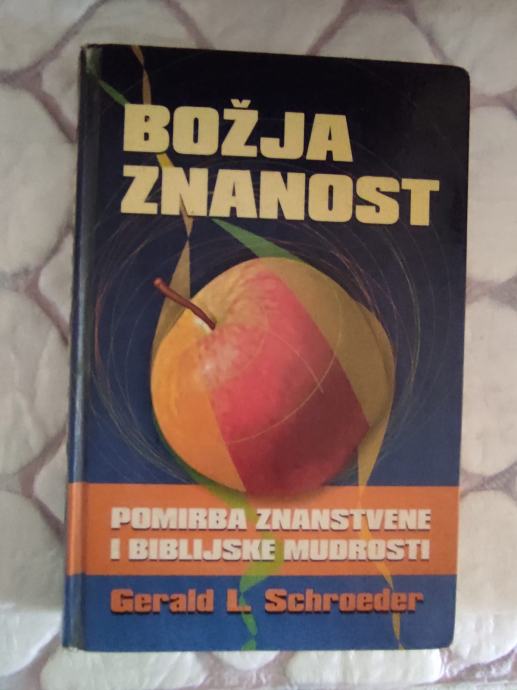 BOŽJA
ZNANOST
POMIRBA ZNANSTVENE
I BIBLIJSKE MUDROSTI
Gerald L. Schroeder